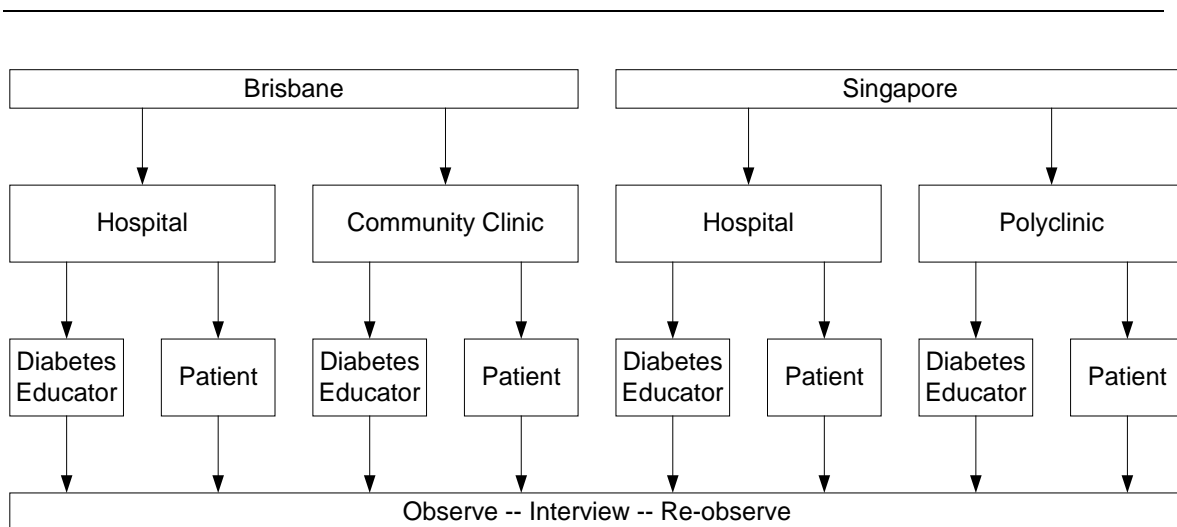 Brisbane
Singapore
Hospital
Community Clinic
Hospital
Polyclinic
Diabetes
Educator
Patient
Diabetes
Educator
Patient
Diabetes
Educator
Patient
Diabetes
Educator
Patient
Observe -- Interview -- Re-observe